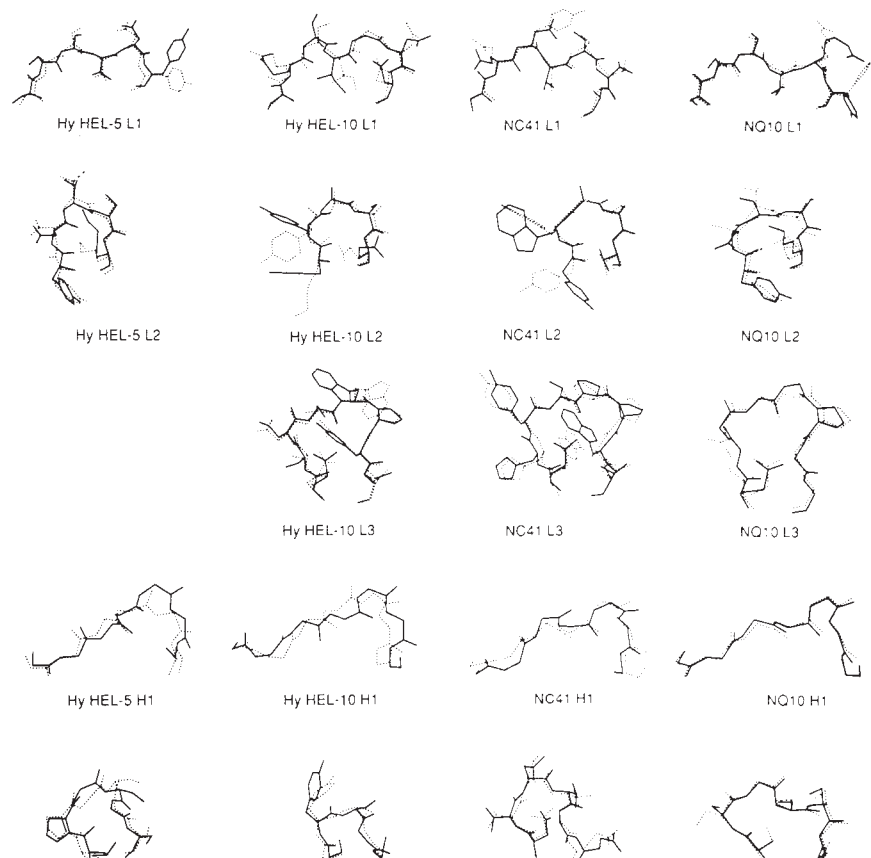 Hy HEL-5 L1
Hy HEL-10 L1
NC41 L1
NQ10 L1
Hy HEL-5 L2
Hy HEL-10 L2
NC41 L2
NQ10 L2
Hy HEL-10 L3
NC41 L3
NQ10 L3
Hy HEL-5 H1
Hy HEL-10 H1
NC41 H1
NQ10 H1